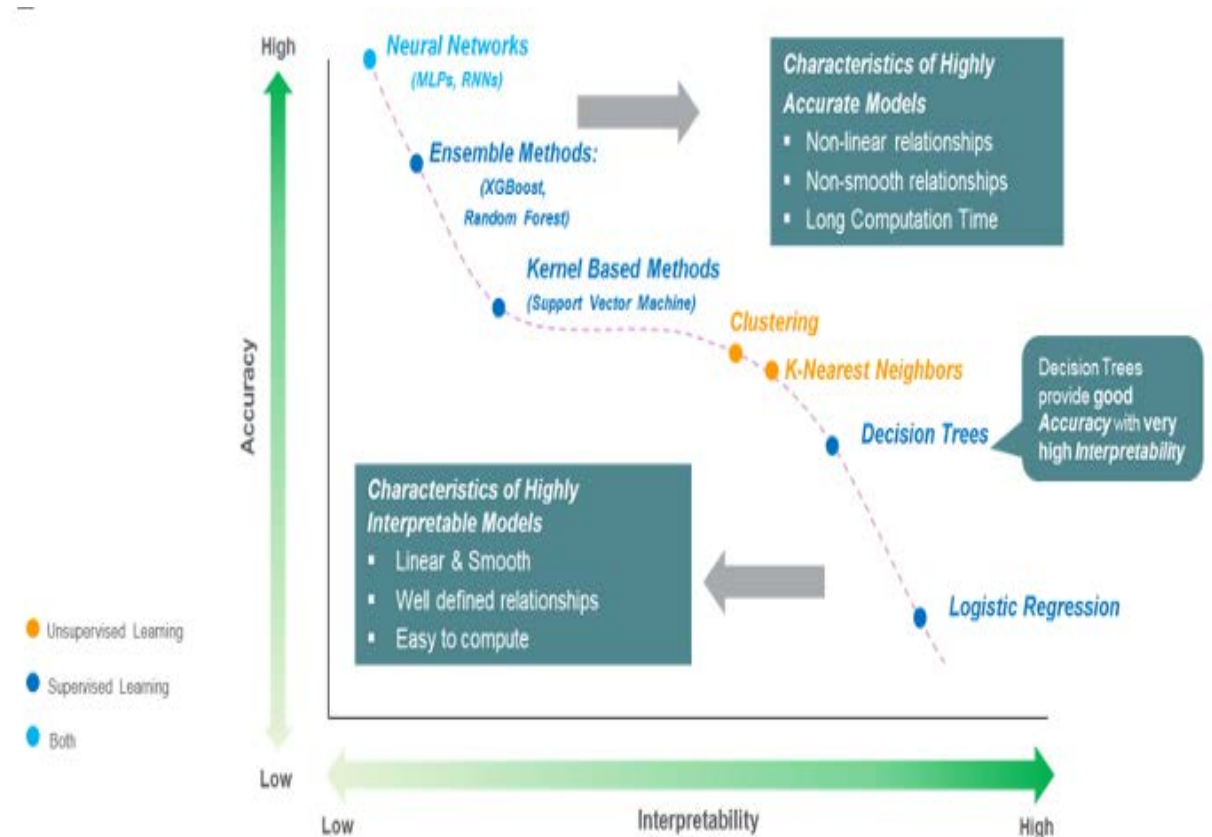 High
Neural Networks
(MLPs, RNNs)
Characteristics of Highly
Accurate Models
▪ Non-linear relationships
▪ Non-smooth relationships
▪ Long Computation Time
Ensemble Methods:
(XGBoost,
Random Forest)
Kernel Based Methods
(Support Vector Machine)
Clustering
K-Nearest Neighbors
Decision Trees
Decision Trees
provide good
Accuracy with very
high Interpretability
Accuracy
Characteristics of Highly
Interpretable Models
▪ Linear & Smooth
▪ Well defined relationships
▪ Easy to compute
Logistic Regression
Unsupervised Learning
Supervised Learning
Both
Low
Low
Interpretability
High